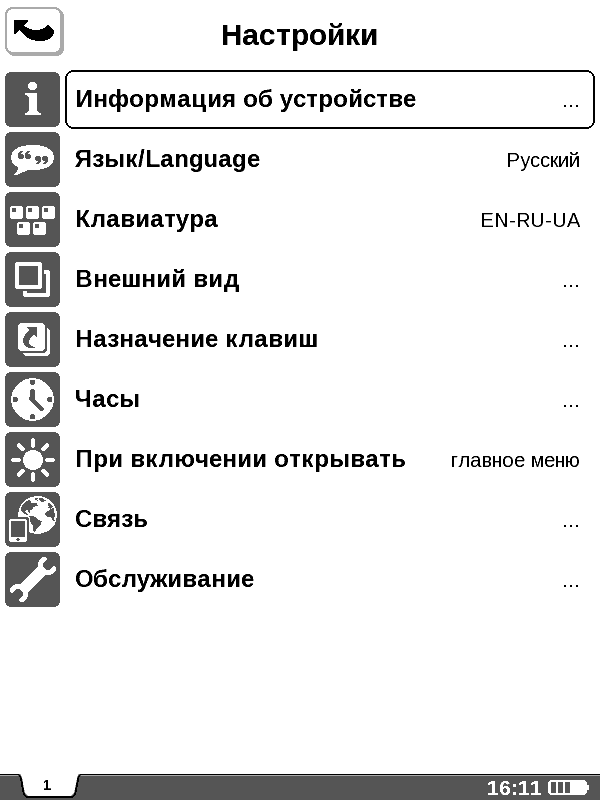 Настройки
Информация об устройстве ...
Язык/Language Русский
Клавиатура EN-RU-UA
Внешний вид ...
Назначение клавиш ...
Часы ...
При включении открывать главное меню
Связь ...
Обслуживание ...
1 16:11